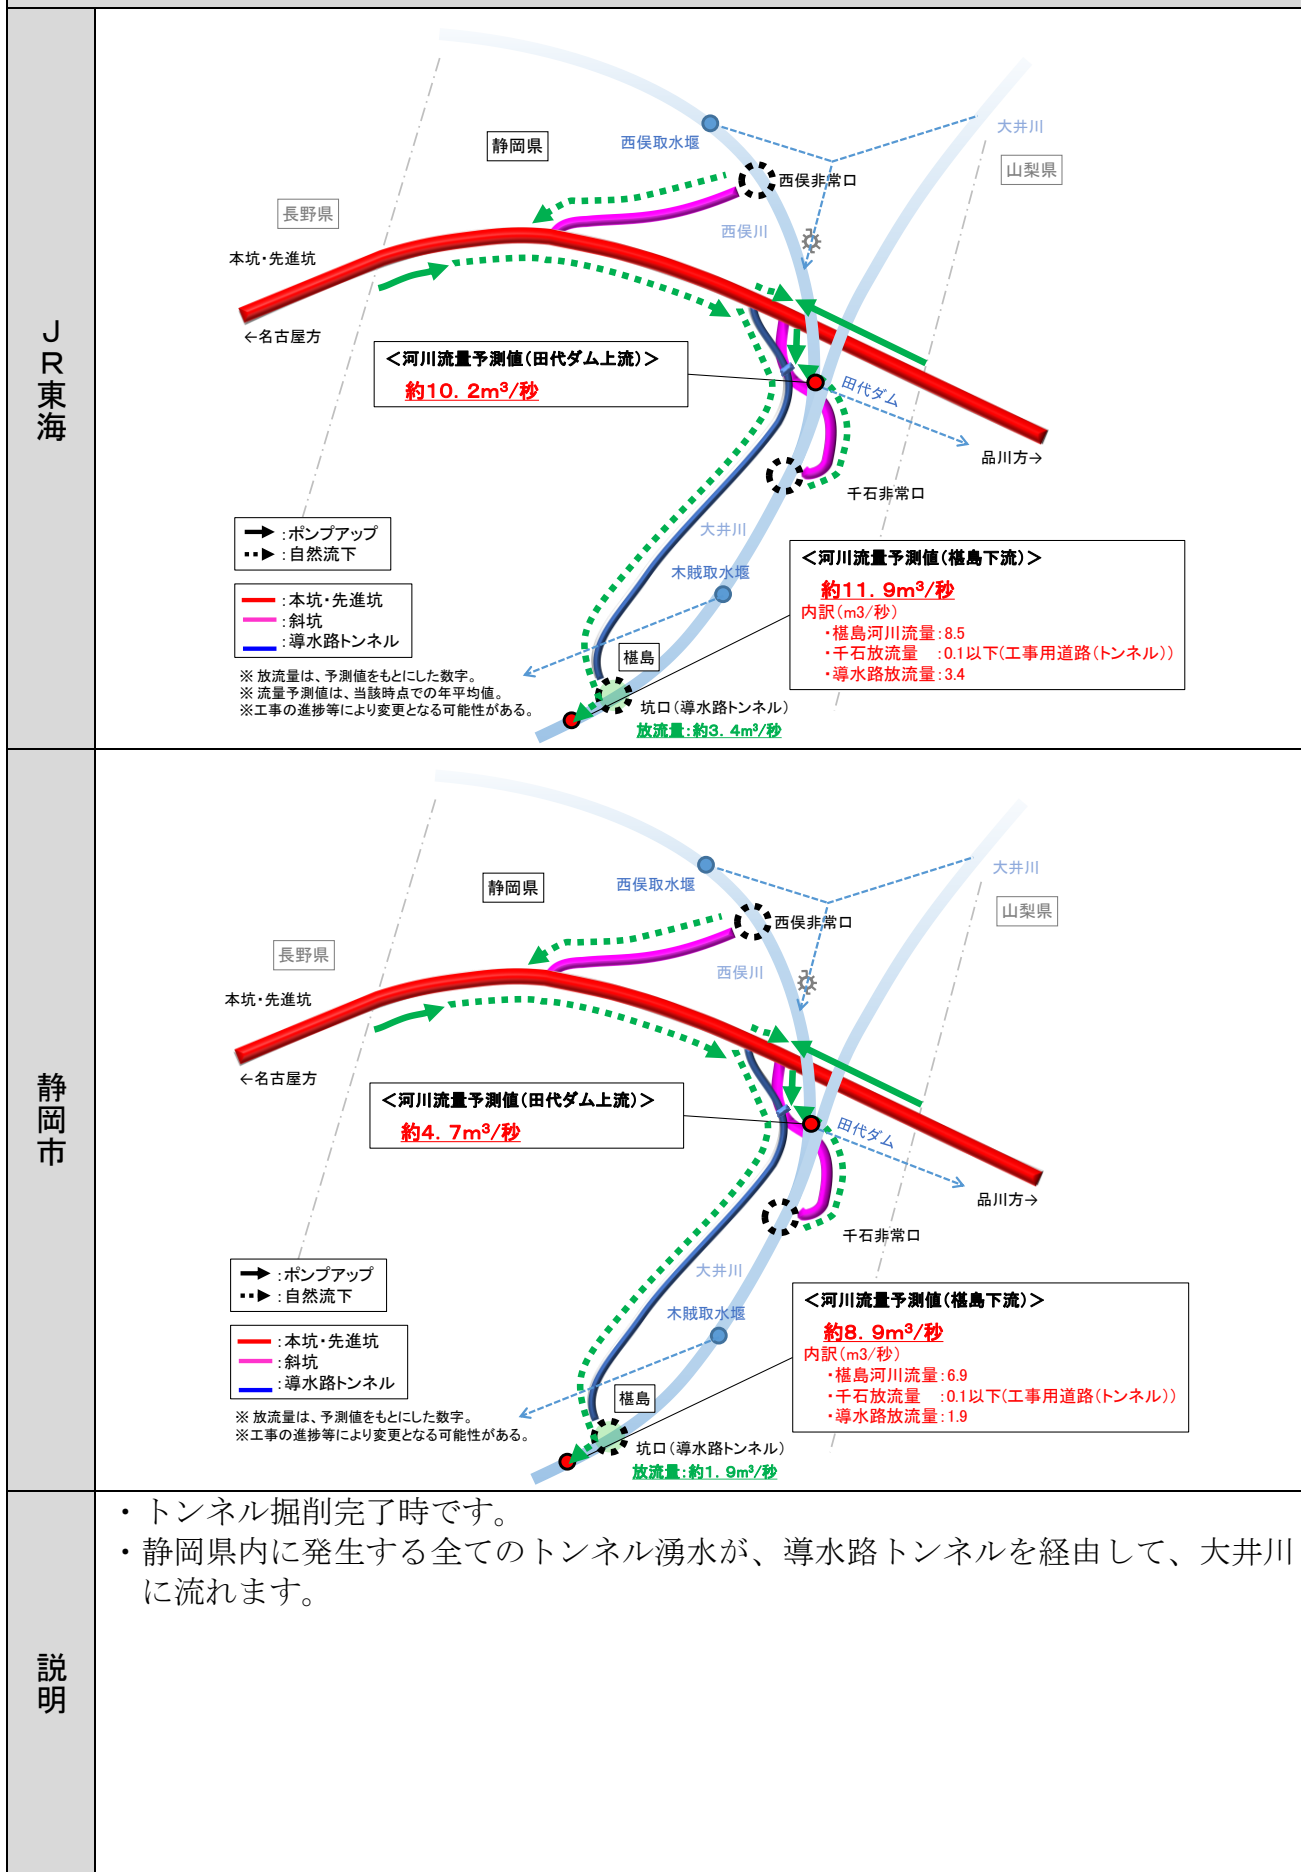 JR東海
大井川
静岡県
西俣取水堰
山梨県
西俣非常口
長野県
西俣川
本坑・先進坑
←名古屋方
＜河川流量予測値(田代ダム上流)＞
約10．2m³/秒
田代ダム
品川方→
千石非常口
:ポンプアップ
:自然流下
大井川
＜河川流量予測値(椹島下流)＞
木賊取水堰
約11．9m³/秒
:本坑・先進坑
:斜坑
:導水路トンネル
内訳(m3/秒)
・椹島河川流量:8.5
・千石放流量　:0.1以下(工事用道路(トンネル))
・導水路放流量:3.4
椹島
※ 放流量は、予測値をもとにした数字。
※ 流量予測値は、当該時点での年平均値。
※工事の進捗等により変更となる可能性がある。
坑口(導水路トンネル)
放流量:約3．4m³/秒
静岡市
大井川
静岡県
西俣取水堰
山梨県
西俣非常口
長野県
西俣川
本坑・先進坑
←名古屋方
＜河川流量予測値(田代ダム上流)＞
約4．7m³/秒
田代ダム
品川方→
千石非常口
:ポンプアップ
:自然流下
大井川
＜河川流量予測値(椹島下流)＞
木賊取水堰
約8．9m³/秒
:本坑・先進坑
:斜坑
:導水路トンネル
内訳(m3/秒)
・椹島河川流量:6.9
・千石放流量　:0.1以下(工事用道路(トンネル))
・導水路放流量:1.9
椹島
※ 放流量は、予測値をもとにした数字。
※工事の進捗等により変更となる可能性がある。
坑口(導水路トンネル)
放流量:約1．9m³/秒
説明
・トンネル掘削完了時です。
・静岡県内に発生する全てのトンネル湧水が、導水路トンネルを経由して、大井川
に流れます。